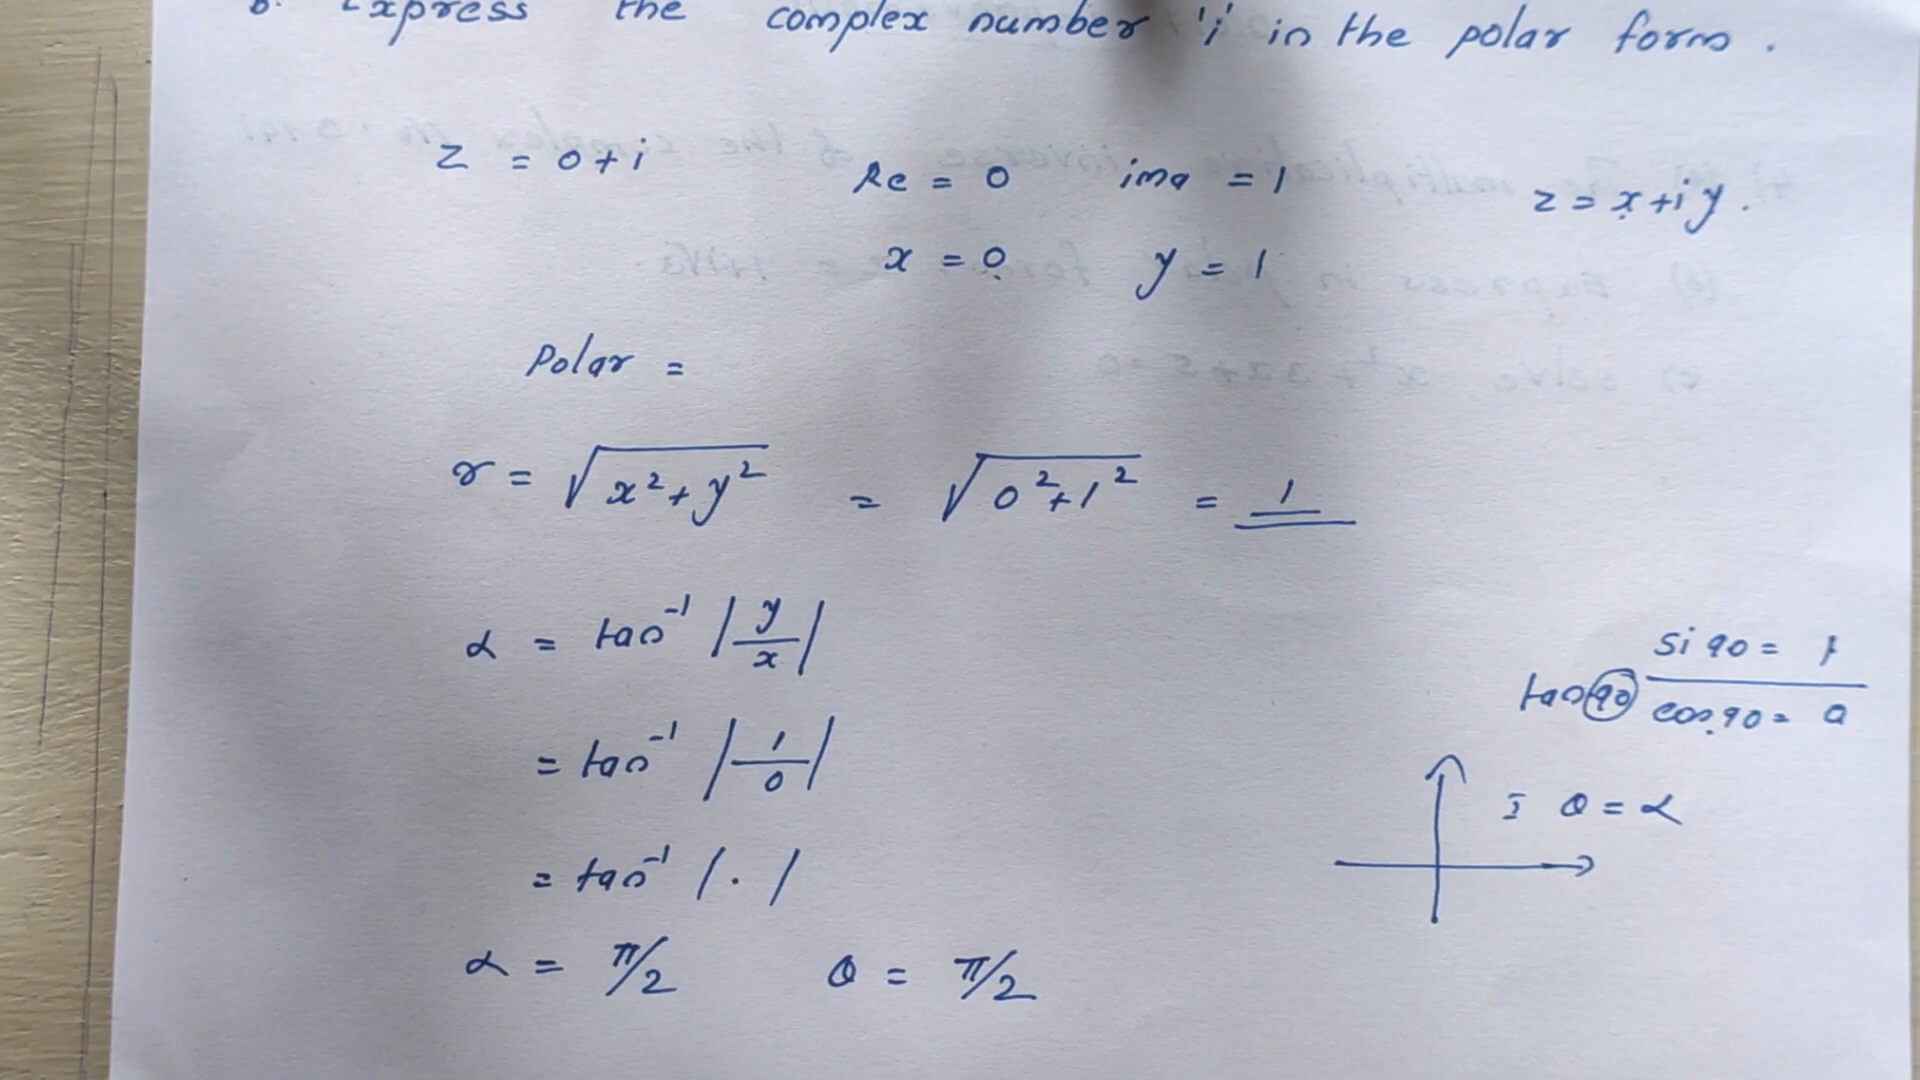 Express the complex number 'i' in the polar form.
z = 0+i Re = 0 ima = 1 z = x+iy.
x = 0 y = 1
Polar =
r = √x²+y² = √0²+1² = 1
α = tan⁻¹ |y/x|
si 90 = 1
tan 90 cos 90 = 0
= tan⁻¹ |1/0|
I θ = α
= tan⁻¹ | . |
α = π/2 θ = π/2